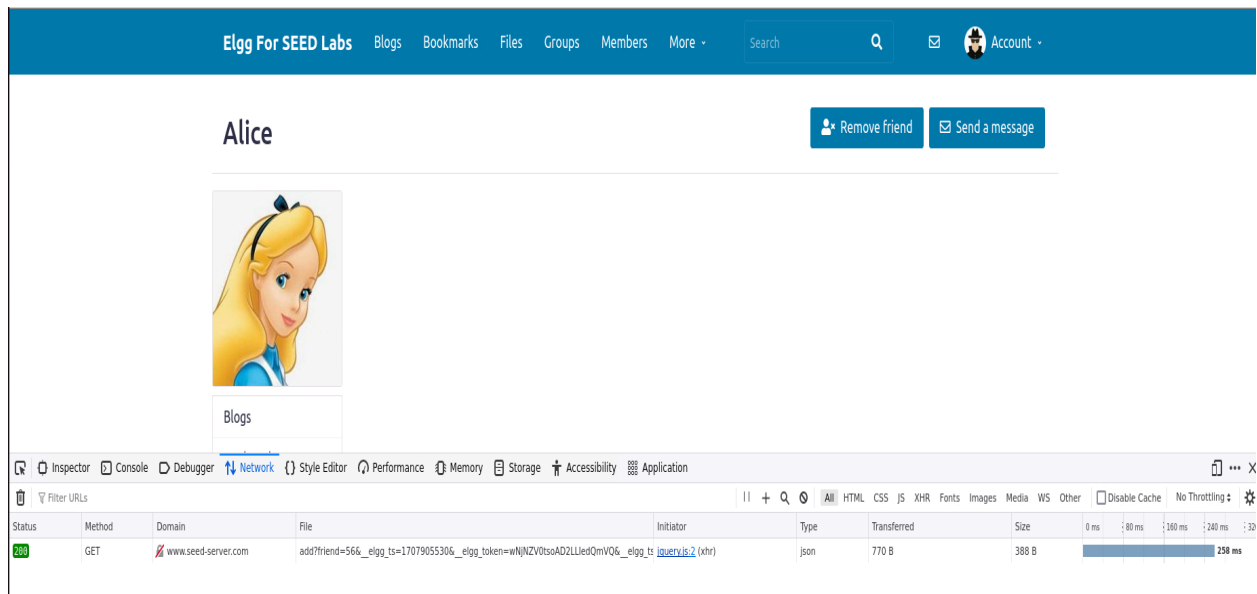 Elgg For SEED Labs Blogs Bookmarks Files Groups Members More Search Account
Alice
Remove friend Send a message
Blogs
Inspector Console Debugger Network {} Style Editor Performance Memory Storage Accessibility Application
Filter URLs All HTML CSS JS XHR Fonts Images Media WS Other Disable Cache No Throttling
Status Method Domain File Initiator Type Transferred Size 0 ms 80 ms 160 ms 240 ms 320
200 GET www.seed-server.com add?friend=56&__elgg_ts=1707905530&__elgg_token=wNjNZV0tsoAD2LLledQmVQ&__elgg_ts jquery.js:2 (xhr) json 770 B 388 B 258 ms